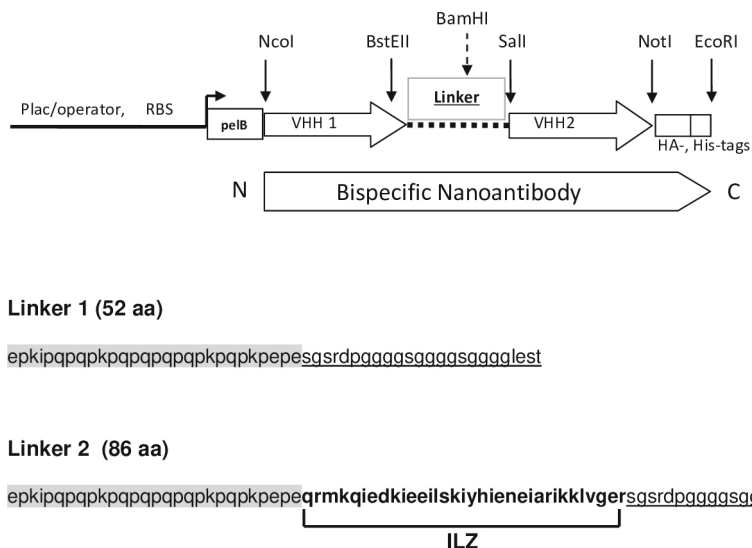 BamHI
NcoI BstEII SalI NotI EcoRI
Linker
Plac/operator, RBS
pelB VHH 1 VHH2
HA-, His-tags
N Bispecific Nanoantibody C
Linker 1 (52 aa)
epkipqpqpkpqpqpqpqpkpqpkpepesgsrdpggggsggggsgggglest
Linker 2 (86 aa)
epkipqpqpkpqpqpqpqpkpqpkpepeqrmkqiedkieeilskiyhieneiarikklvgersgsrdpggggsg
ILZ